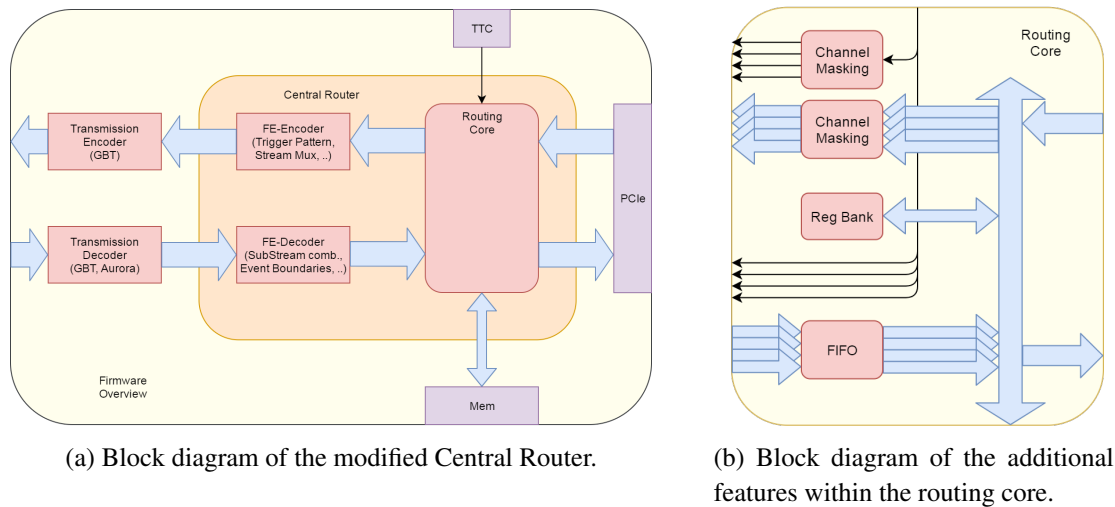 TTC
Central Router
Routing
Core
Transmission
Encoder
(GBT)
FE-Encoder
(Trigger Pattern,
Stream Mux, ..)
PCIe
Transmission
Decoder
(GBT, Aurora)
FE-Decoder
(SubStream comb.,
Event Boundaries, ..)
Firmware
Overview
Mem
(a) Block diagram of the modified Central Router.
Routing
Core
Channel
Masking
Channel
Masking
Reg Bank
FIFO
(b) Block diagram of the additional
features within the routing core.